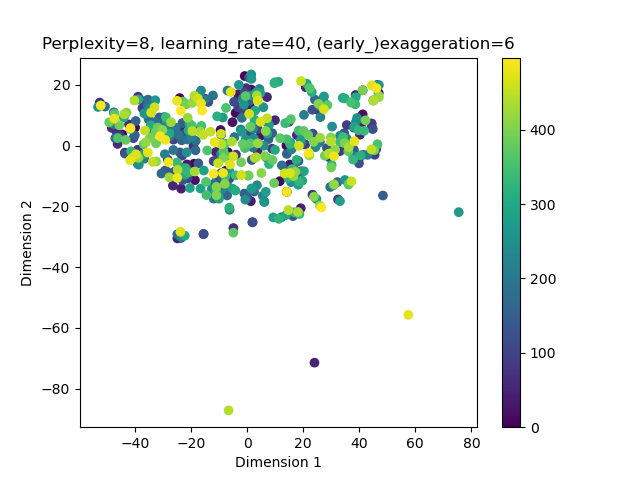 Perplexity=8, learning_rate=40, (early_)exaggeration=6
Dimension 2
20
0
−20
−40
−60
−80
−40 −20 0 20 40 60 80
Dimension 1
400
300
200
100
0